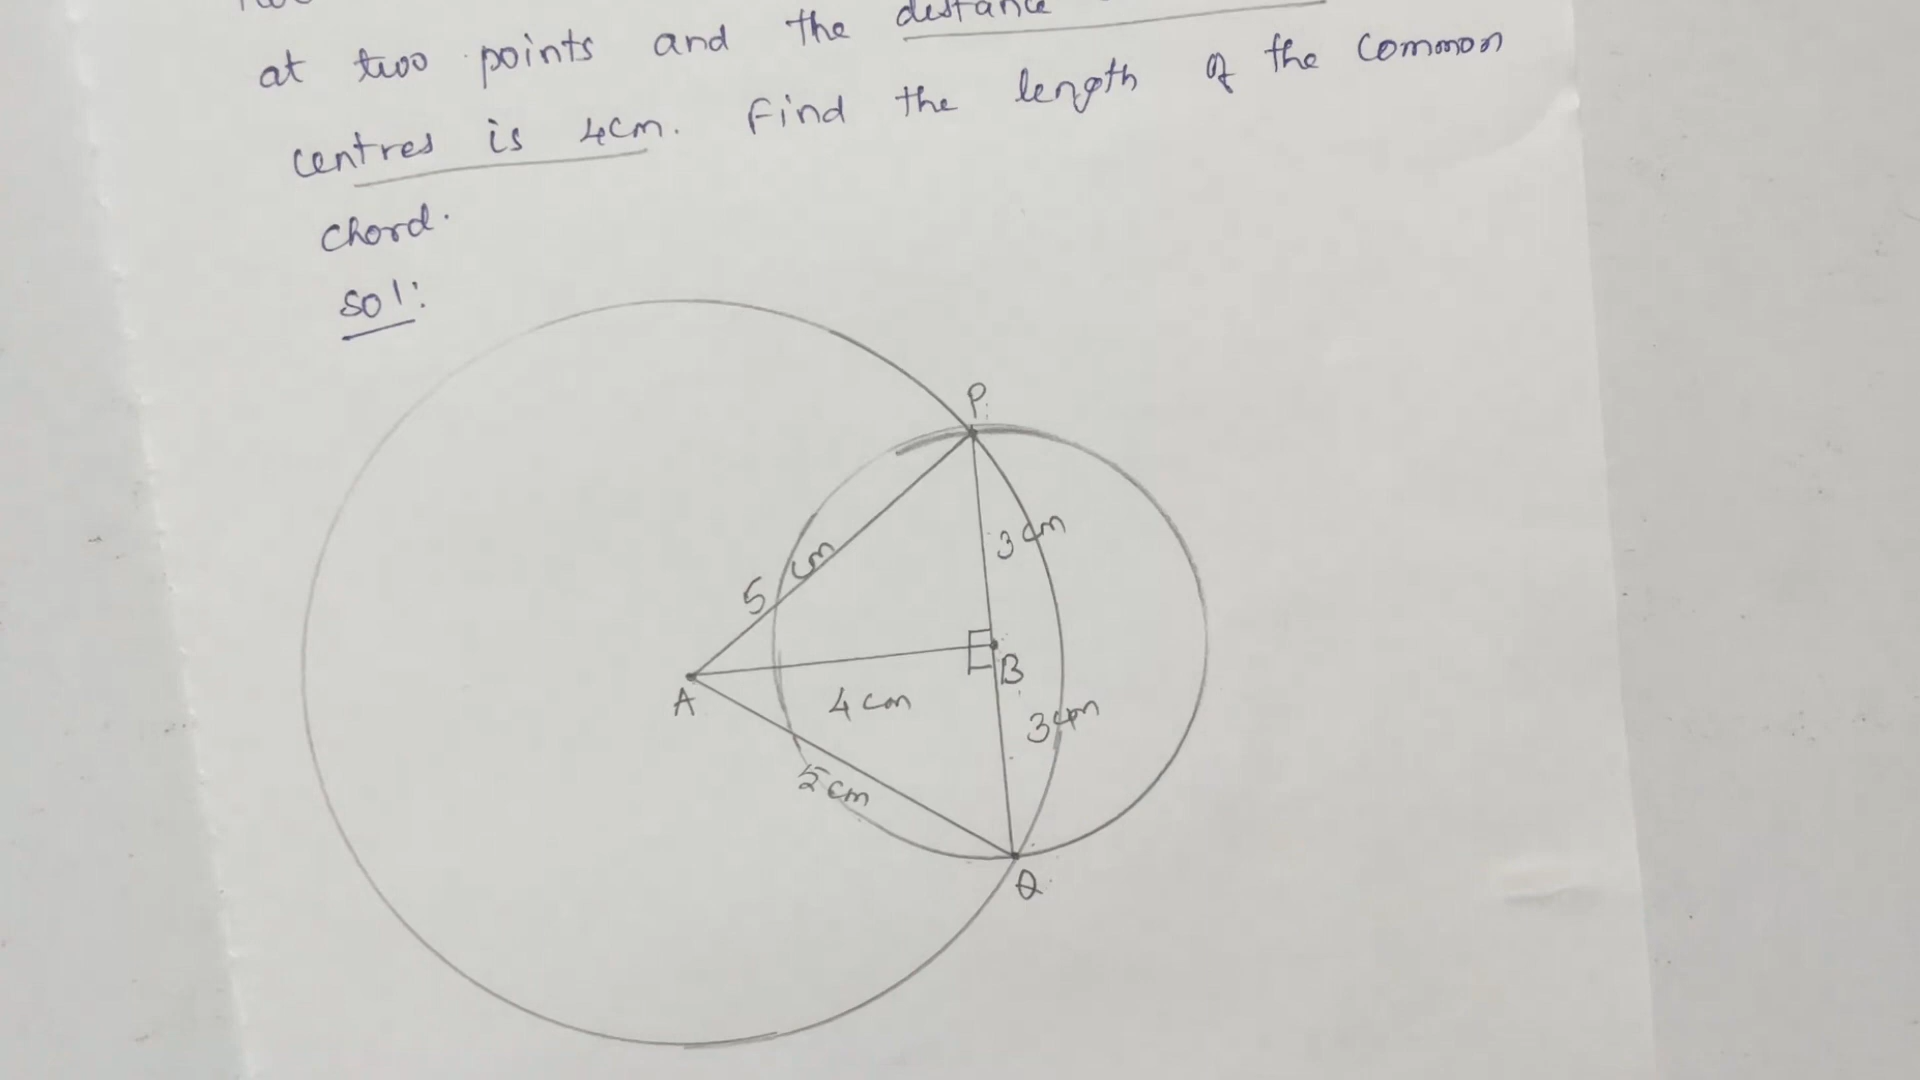 at two points and the distance
centres is 4cm. Find the length of the common
chord.
Sol:
P
3 cm
5 cm
B
A
4 cm
3 cm
5 cm
Q